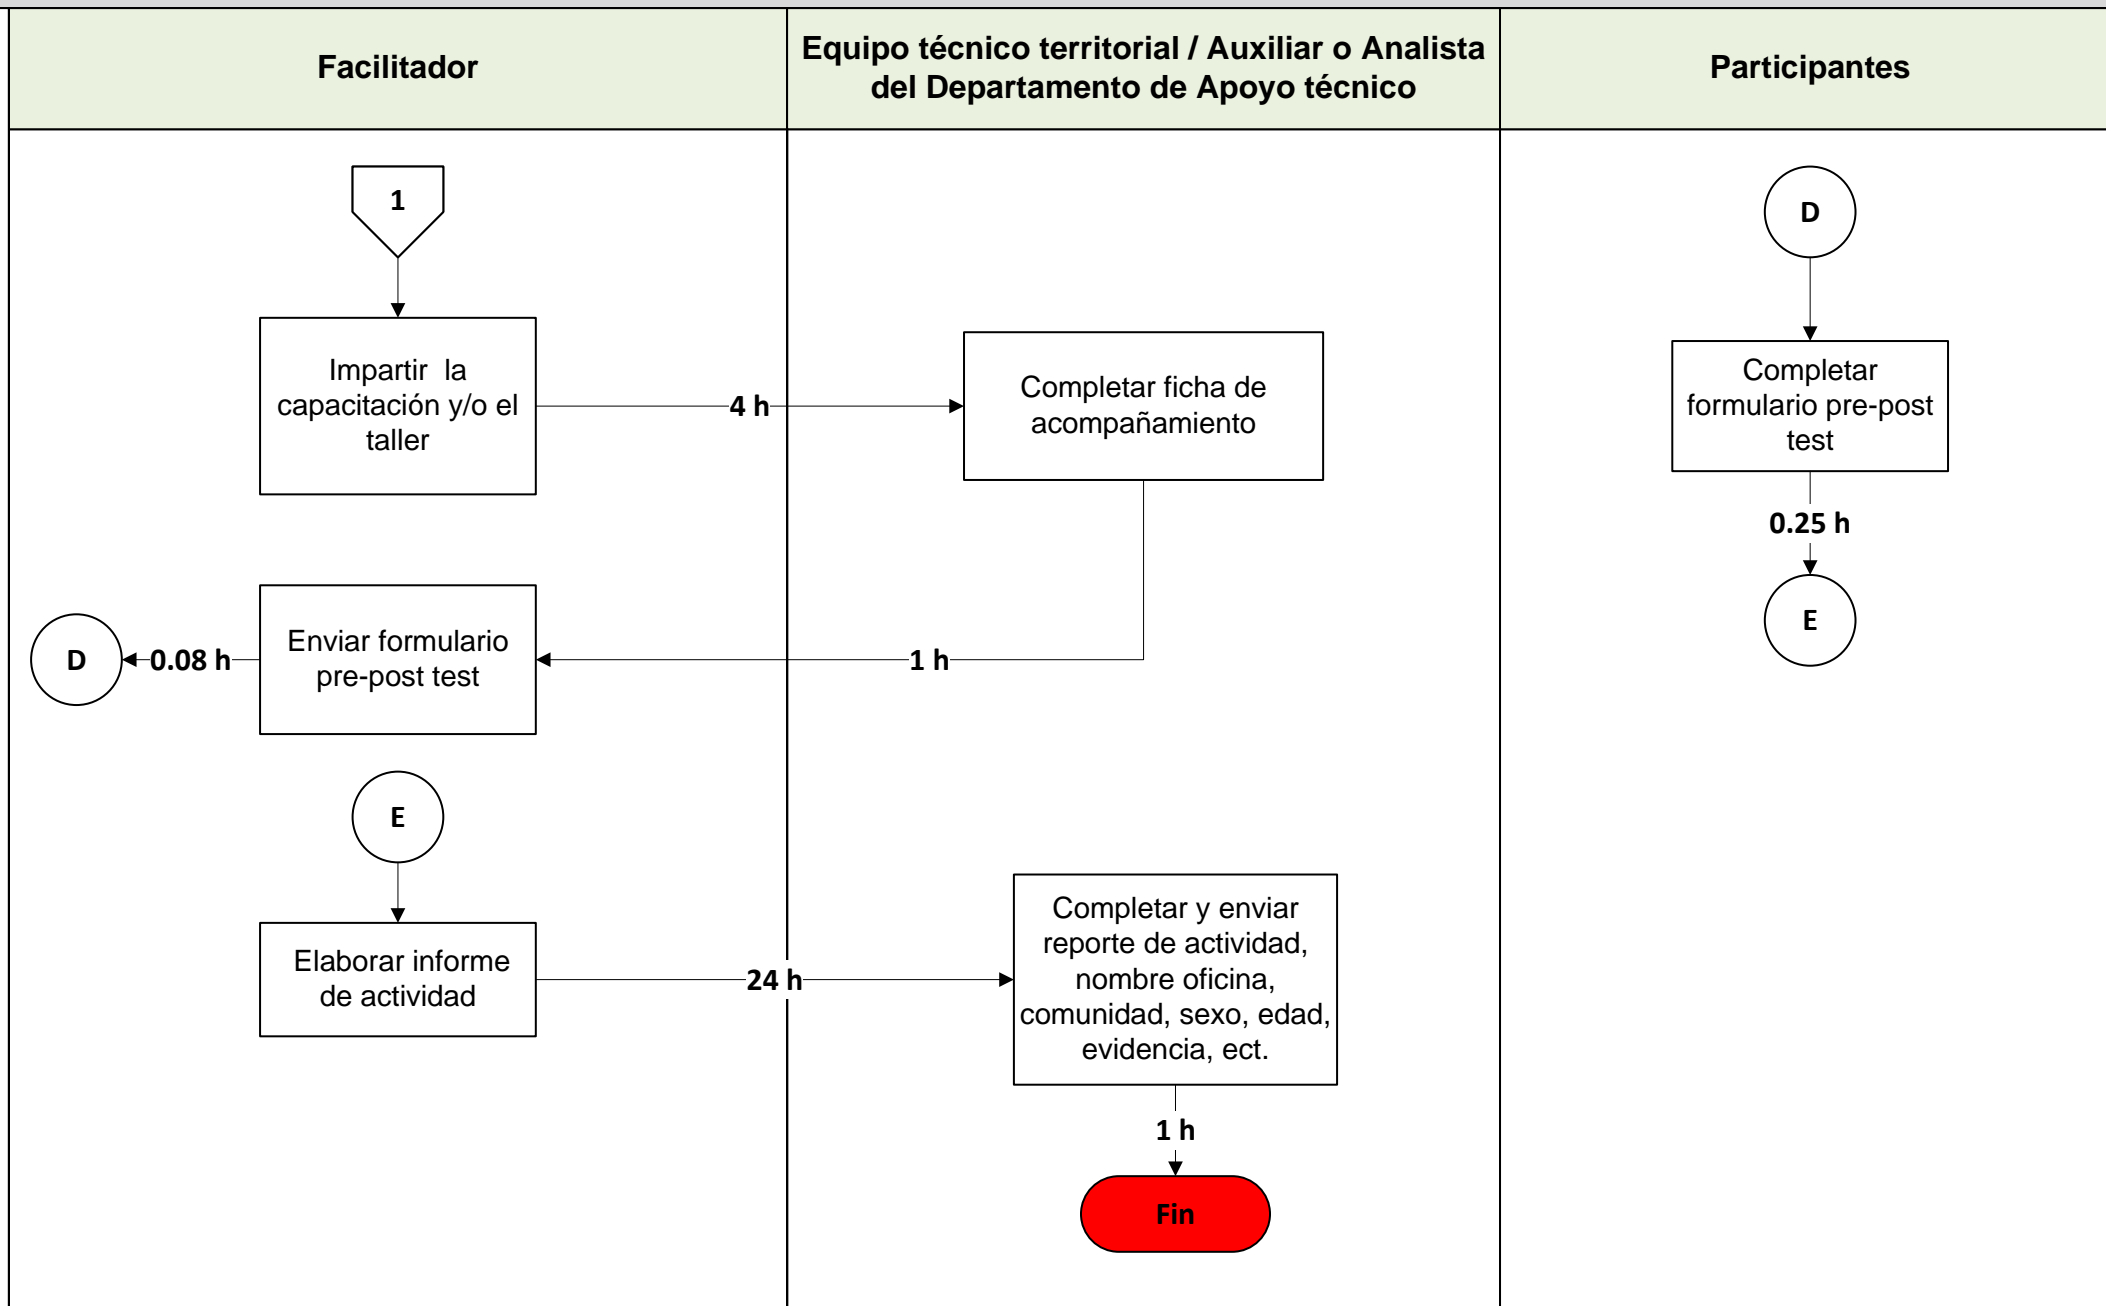 Facilitador
Equipo técnico territorial / Auxiliar o Analista
del Departamento de Apoyo técnico
Participantes
1
D
Impartir la
capacitación y/o el
taller
4 h
Completar ficha de
acompañamiento
Completar
formulario pre-post
test
0.25 h
E
D
0.08 h
Enviar formulario
pre-post test
1 h
E
Elaborar informe
de actividad
24 h
Completar y enviar
reporte de actividad,
nombre oficina,
comunidad, sexo, edad,
evidencia, ect.
1 h
Fin